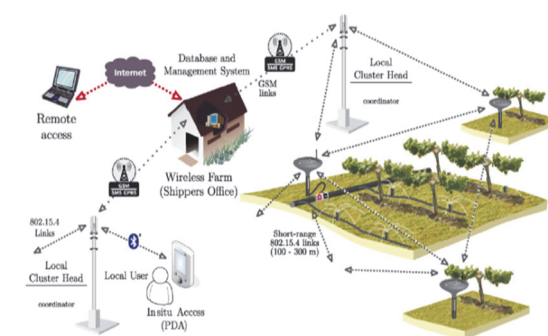 GSM
SMS GPRS
Database and
Management System
Internet
GSM
links
Local
Cluster Head
coordinator
Remote
access
Wireless Farm
(Shippers Office)
GSM
SMS GPRS
802.15.4
Links
Short-range
802.15.4 links
(100 - 300 m)
Local
Cluster Head
coordinator
Local User
Insitu Access
(PDA)